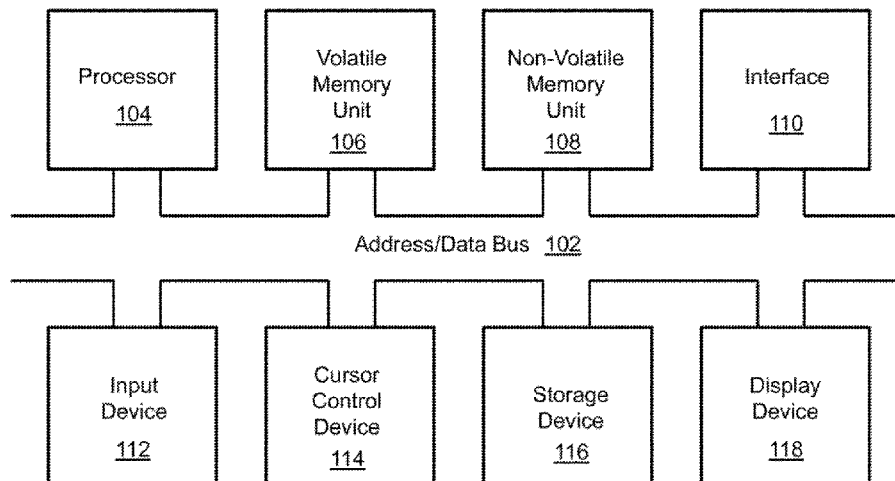 Processor
104
Volatile
Memory
Unit
106
Non-Volatile
Memory
Unit
108
Interface
110
Address/Data Bus 102
Input
Device
112
Cursor
Control
Device
114
Storage
Device
116
Display
Device
118